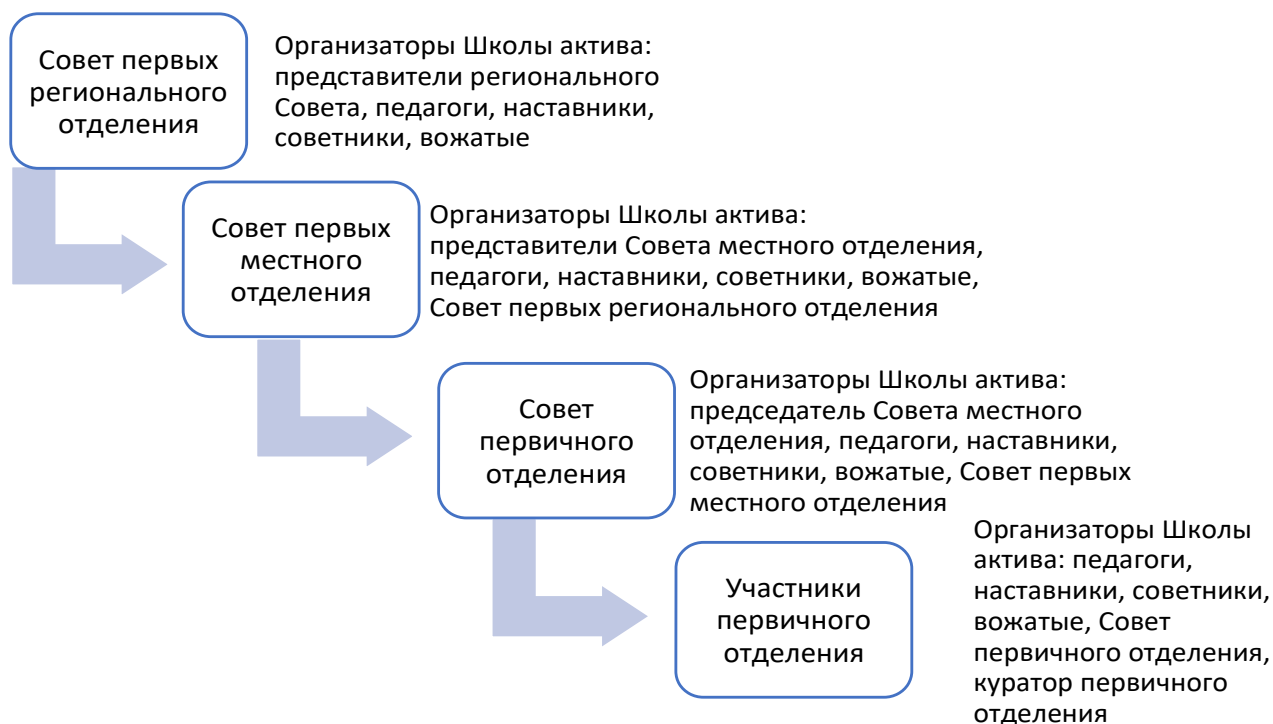 Совет первых
регионального
отделения
Организаторы Школы актива:
представители регионального
Совета, педагоги, наставники,
советники, вожатые
Совет первых
местного
отделения
Организаторы Школы актива:
представители Совета местного отделения,
педагоги, наставники, советники, вожатые,
Совет первых регионального отделения
Совет
первичного
отделения
Организаторы Школы актива:
председатель Совета местного
отделения, педагоги, наставники,
советники, вожатые, Совет первых
местного отделения
Участники
первичного
отделения
Организаторы Школы
актива: педагоги,
наставники, советники,
вожатые, Совет
первичного отделения,
куратор первичного
отделения